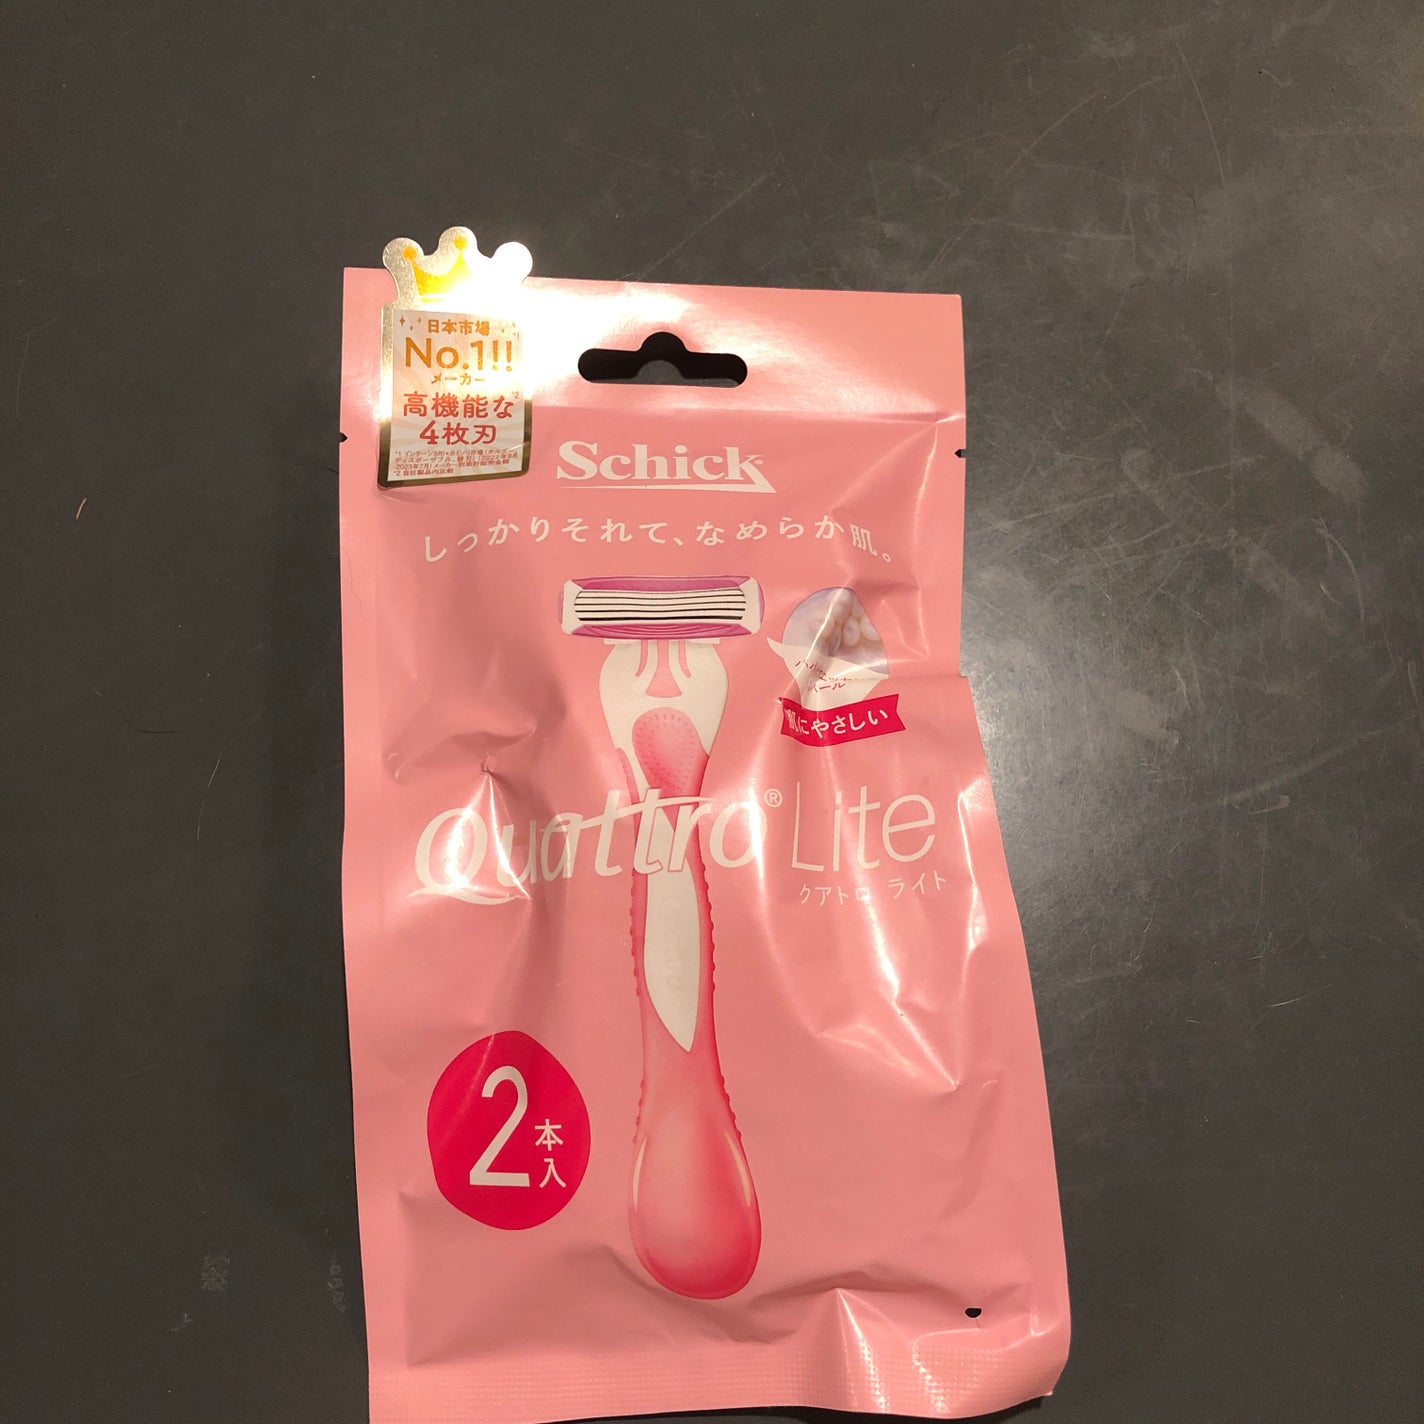 日本市場
No.1!!
メーカー
高機能な*2
4枚刃
Schick
しっかりそれて、なめらか肌。
肌にやさしい
Quattro® Lite
クアトロ ライト
2本入